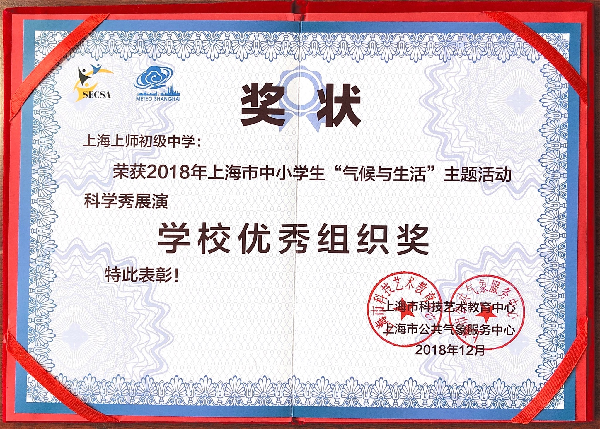 SECSA
METEO SHANGHAI
奖 状
上海上师初级中学：
荣获2018年上海市中小学生“气候与生活”主题活动
科学秀展演
学校优秀组织奖
特此表彰！
上海市科技艺术教育中心
上海市公共气象服务中心
2018年12月